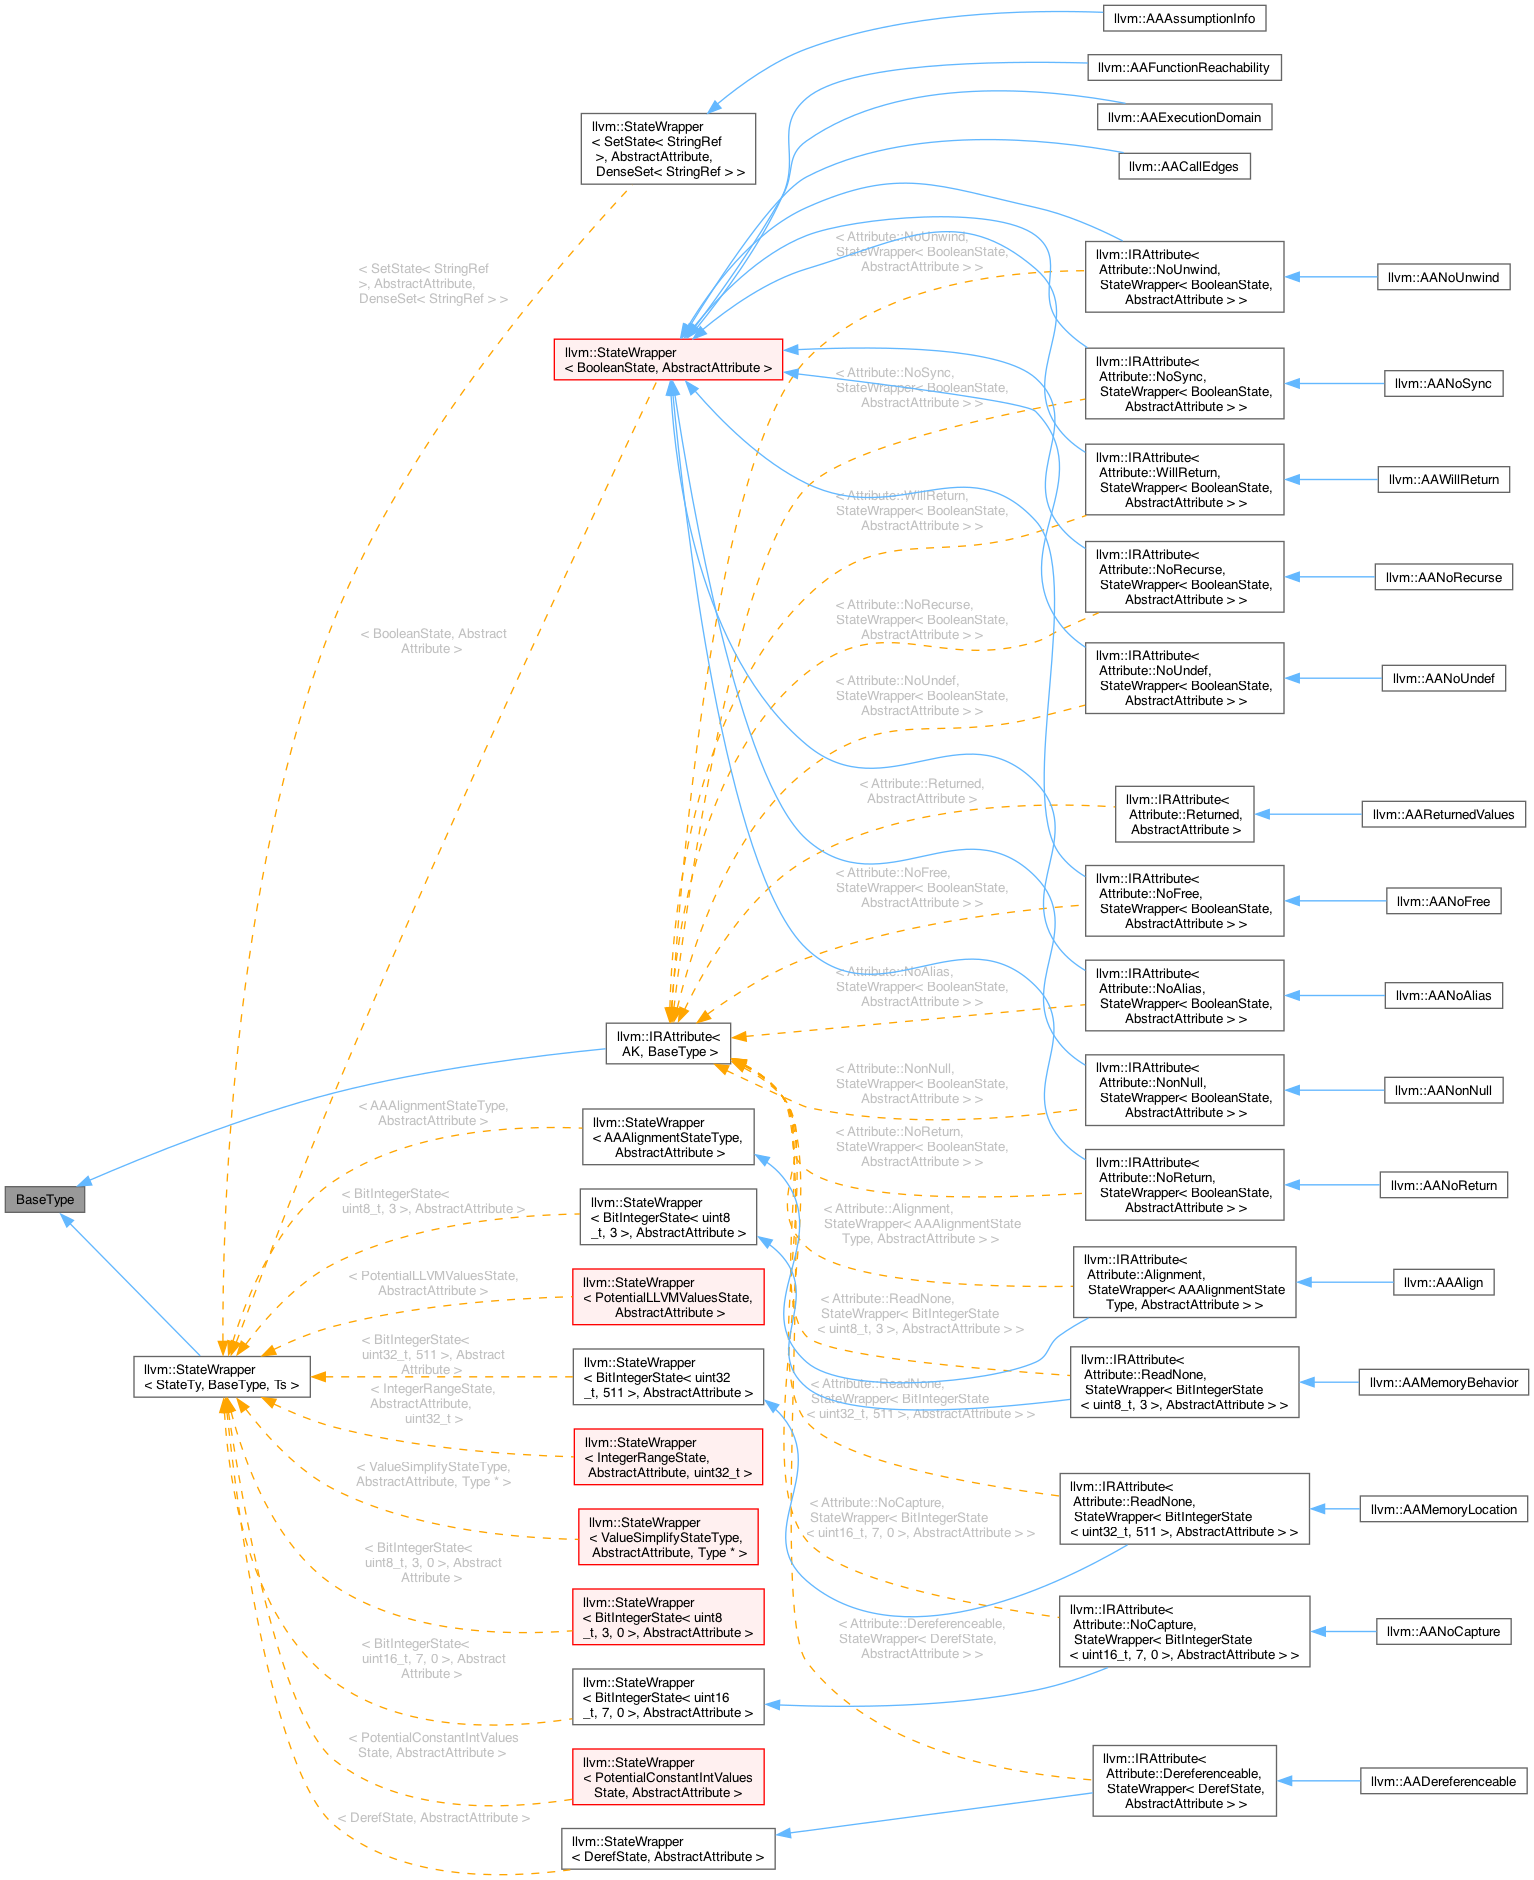 llvm::AAAssumptionInfo
llvm::AAFunctionReachability
llvm::AAExecutionDomain
llvm::AACallEdges
llvm::StateWrapper
< SetState< StringRef
>, AbstractAttribute,
DenseSet< StringRef > >
< SetState< StringRef
>, AbstractAttribute,
DenseSet< StringRef > >
< Attribute::NoUnwind,
StateWrapper< BooleanState,
AbstractAttribute > >
llvm::IRAttribute<
Attribute::NoUnwind,
StateWrapper< BooleanState,
AbstractAttribute > >
llvm::AANoUnwind
llvm::StateWrapper
< BooleanState, AbstractAttribute >
< Attribute::NoSync,
StateWrapper< BooleanState,
AbstractAttribute > >
llvm::IRAttribute<
Attribute::NoSync,
StateWrapper< BooleanState,
AbstractAttribute > >
llvm::AANoSync
< Attribute::WillReturn,
StateWrapper< BooleanState,
AbstractAttribute > >
llvm::IRAttribute<
Attribute::WillReturn,
StateWrapper< BooleanState,
AbstractAttribute > >
llvm::AAWillReturn
< Attribute::NoRecurse,
StateWrapper< BooleanState,
AbstractAttribute > >
llvm::IRAttribute<
Attribute::NoRecurse,
StateWrapper< BooleanState,
AbstractAttribute > >
llvm::AANoRecurse
< BooleanState, Abstract
Attribute >
< Attribute::NoUndef,
StateWrapper< BooleanState,
AbstractAttribute > >
llvm::IRAttribute<
Attribute::NoUndef,
StateWrapper< BooleanState,
AbstractAttribute > >
llvm::AANoUndef
< Attribute::Returned,
AbstractAttribute >
llvm::IRAttribute<
Attribute::Returned,
AbstractAttribute >
llvm::AAReturnedValues
< Attribute::NoFree,
StateWrapper< BooleanState,
AbstractAttribute > >
llvm::IRAttribute<
Attribute::NoFree,
StateWrapper< BooleanState,
AbstractAttribute > >
llvm::AANoFree
< Attribute::NoAlias,
StateWrapper< BooleanState,
AbstractAttribute > >
llvm::IRAttribute<
Attribute::NoAlias,
StateWrapper< BooleanState,
AbstractAttribute > >
llvm::AANoAlias
llvm::IRAttribute<
AK, BaseType >
< Attribute::NonNull,
StateWrapper< BooleanState,
AbstractAttribute > >
llvm::IRAttribute<
Attribute::NonNull,
StateWrapper< BooleanState,
AbstractAttribute > >
llvm::AANonNull
< AAAlignmentStateType,
AbstractAttribute >
llvm::StateWrapper
< AAAlignmentStateType,
AbstractAttribute >
< Attribute::NoReturn,
StateWrapper< BooleanState,
AbstractAttribute > >
llvm::IRAttribute<
Attribute::NoReturn,
StateWrapper< BooleanState,
AbstractAttribute > >
llvm::AANoReturn
BaseType
< BitIntegerState<
uint8_t, 3 >, AbstractAttribute >
llvm::StateWrapper
< BitIntegerState< uint8
_t, 3 >, AbstractAttribute >
< Attribute::Alignment,
StateWrapper< AAAlignmentState
Type, AbstractAttribute > >
llvm::IRAttribute<
Attribute::Alignment,
StateWrapper< AAAlignmentState
Type, AbstractAttribute > >
llvm::AAAlign
< PotentialLLVMValuesState,
AbstractAttribute >
llvm::StateWrapper
< PotentialLLVMValuesState,
AbstractAttribute >
< Attribute::ReadNone,
StateWrapper< BitIntegerState
< uint8_t, 3 >, AbstractAttribute > >
llvm::IRAttribute<
Attribute::ReadNone,
StateWrapper< BitIntegerState
< uint8_t, 3 >, AbstractAttribute > >
llvm::AAMemoryBehavior
llvm::StateWrapper
< StateTy, BaseType, Ts >
< BitIntegerState<
uint32_t, 511 >, Abstract
Attribute >
llvm::StateWrapper
< BitIntegerState< uint32
_t, 511 >, AbstractAttribute >
< Attribute::ReadNone,
StateWrapper< BitIntegerState
< uint32_t, 511 >, AbstractAttribute > >
llvm::IRAttribute<
Attribute::ReadNone,
StateWrapper< BitIntegerState
< uint32_t, 511 >, AbstractAttribute > >
llvm::AAMemoryLocation
< IntegerRangeState,
AbstractAttribute,
uint32_t >
llvm::StateWrapper
< IntegerRangeState,
AbstractAttribute, uint32_t >
< ValueSimplifyStateType,
AbstractAttribute, Type * >
llvm::StateWrapper
< ValueSimplifyStateType,
AbstractAttribute, Type * >
< Attribute::NoCapture,
StateWrapper< BitIntegerState
< uint16_t, 7, 0 >, AbstractAttribute > >
llvm::IRAttribute<
Attribute::NoCapture,
StateWrapper< BitIntegerState
< uint16_t, 7, 0 >, AbstractAttribute > >
llvm::AANoCapture
< BitIntegerState<
uint8_t, 3, 0 >, Abstract
Attribute >
llvm::StateWrapper
< BitIntegerState< uint8
_t, 3, 0 >, AbstractAttribute >
< BitIntegerState<
uint16_t, 7, 0 >, Abstract
Attribute >
llvm::StateWrapper
< BitIntegerState< uint16
_t, 7, 0 >, AbstractAttribute >
< Attribute::Dereferenceable,
StateWrapper< DerefState,
AbstractAttribute > >
llvm::IRAttribute<
Attribute::Dereferenceable,
StateWrapper< DerefState,
AbstractAttribute > >
llvm::AADereferenceable
< PotentialConstantIntValues
State, AbstractAttribute >
llvm::StateWrapper
< PotentialConstantIntValues
State, AbstractAttribute >
< DerefState, AbstractAttribute >
llvm::StateWrapper
< DerefState, AbstractAttribute >